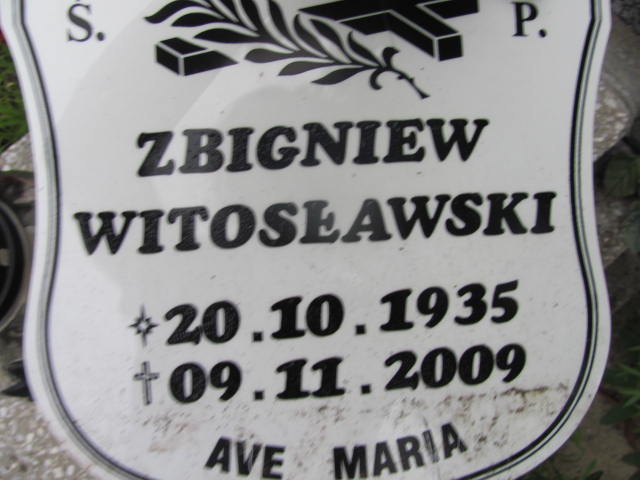 Ś. P.
ZBIGNIEW
WITOSŁAWSKI
20.10.1935
09.11.2009
AVE MARIA